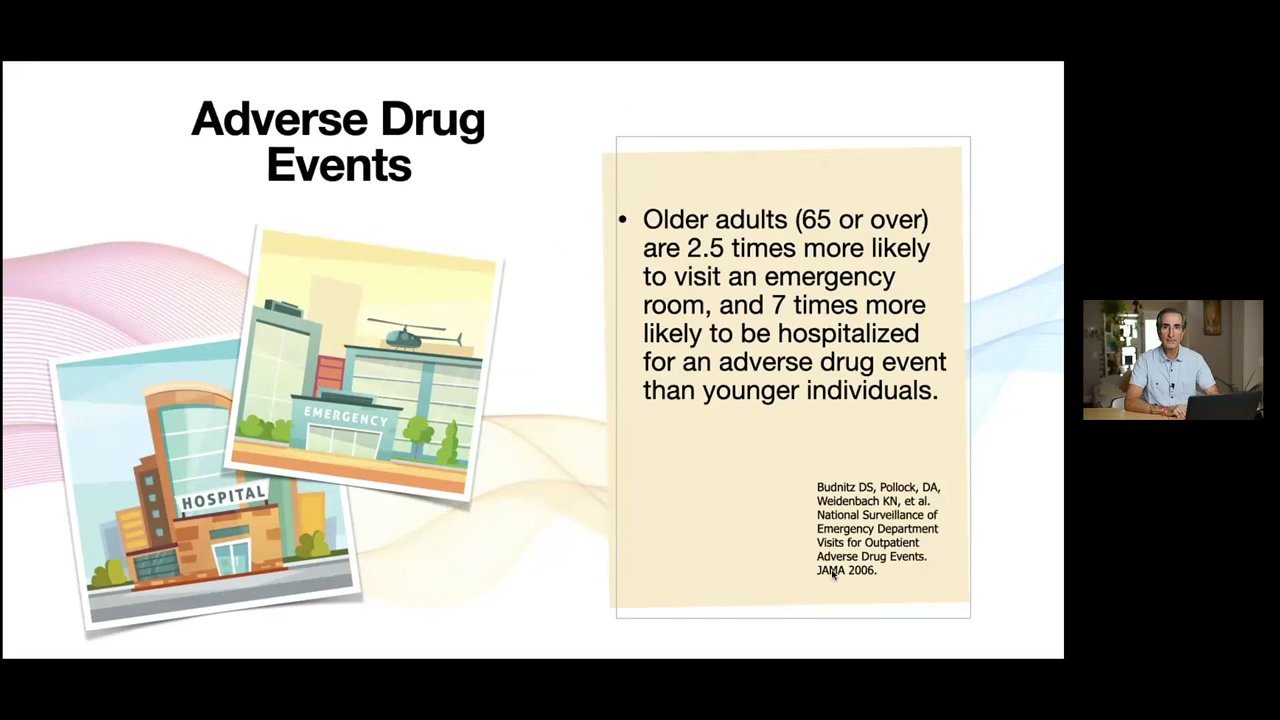 Adverse Drug
Events
EMERGENCY
HOSPITAL
• Older adults (65 or over)
are 2.5 times more likely
to visit an emergency
room, and 7 times more
likely to be hospitalized
for an adverse drug event
than younger individuals.
Budnitz DS, Pollock, DA,
Weidenbach KN, et al.
National Surveillance of
Emergency Department
Visits for Outpatient
Adverse Drug Events.
JAMA 2006.